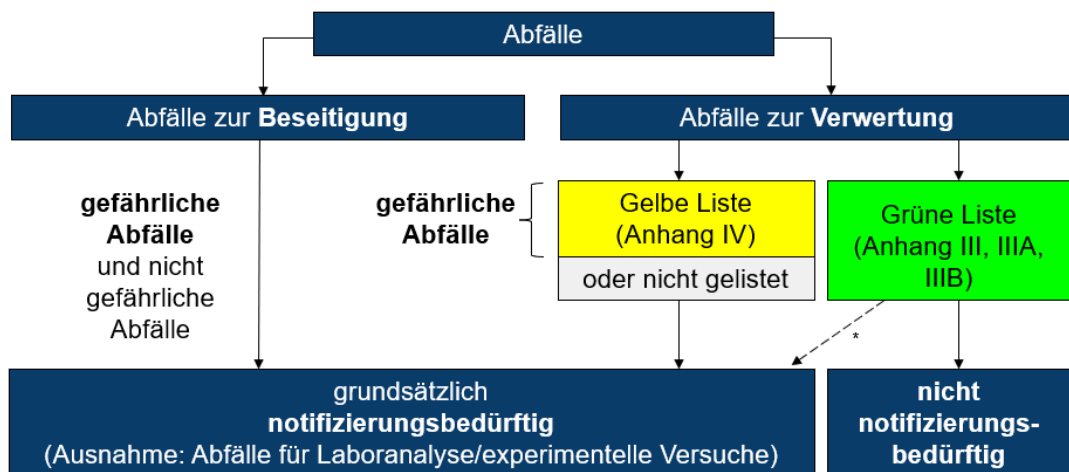 Abfälle
Abfälle zur Beseitigung
Abfälle zur Verwertung
gefährliche
Abfälle
und nicht
gefährliche
Abfälle
gefährliche
Abfälle
Gelbe Liste
(Anhang IV)
oder nicht gelistet
Grüne Liste
(Anhang III, IIIA,
IIIB)
*
grundsätzlich
notifizierungsbedürftig
(Ausnahme: Abfälle für Laboranalyse/experimentelle Versuche)
nicht
notifizierungs-
bedürftig